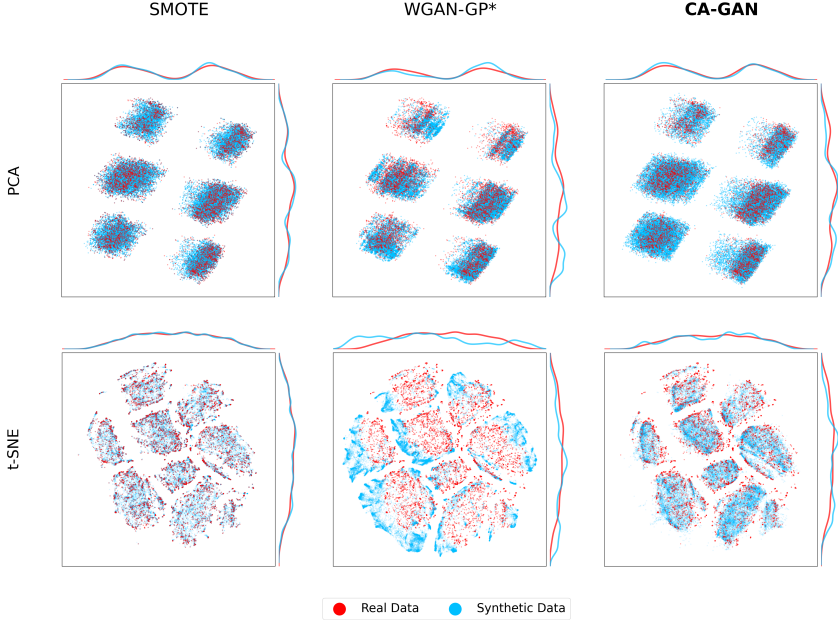 SMOTE
WGAN-GP*
CA-GAN
PCA
t-SNE
Real Data
Synthetic Data